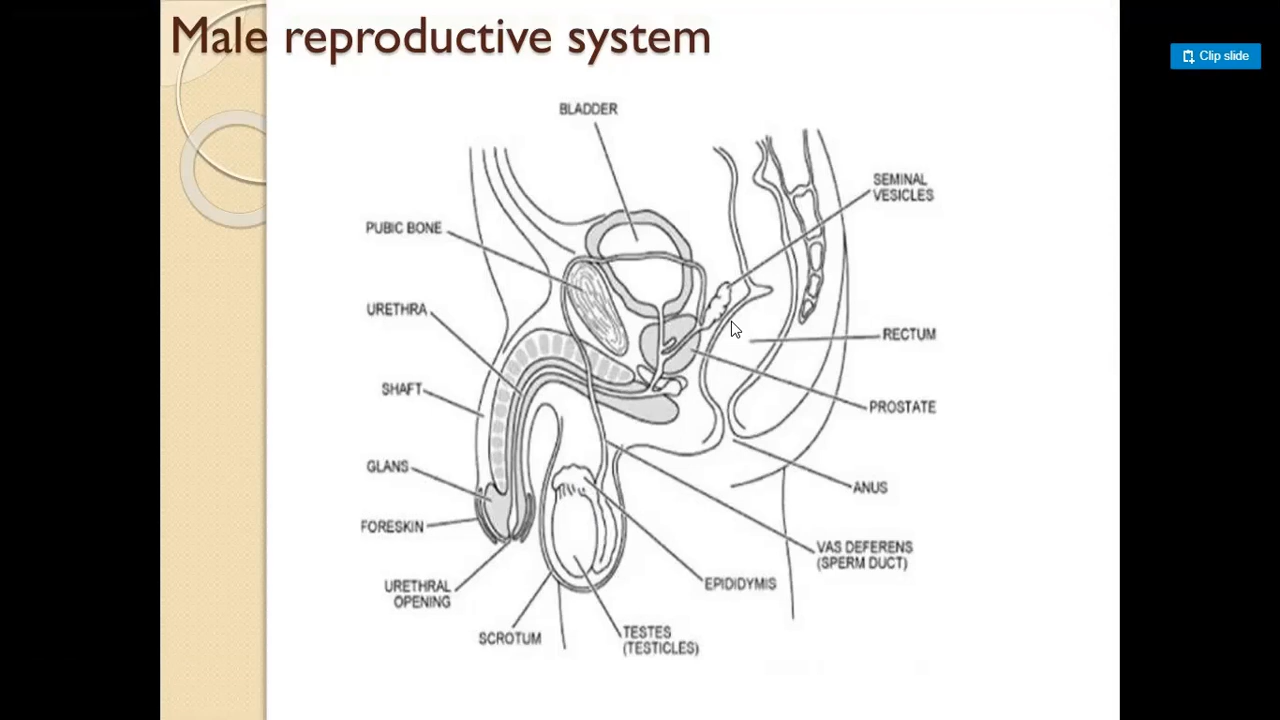 Male reproductive system
Clip slide
BLADDER
SEMINAL
VESICLES
PUBIC BONE
URETHRA
RECTUM
SHAFT
PROSTATE
GLANS
ANUS
FORESKIN
VAS DEFERENS
(SPERM DUCT)
EPIDIDYMIS
URETHRAL
OPENING
SCROTUM
TESTES
(TESTICLES)